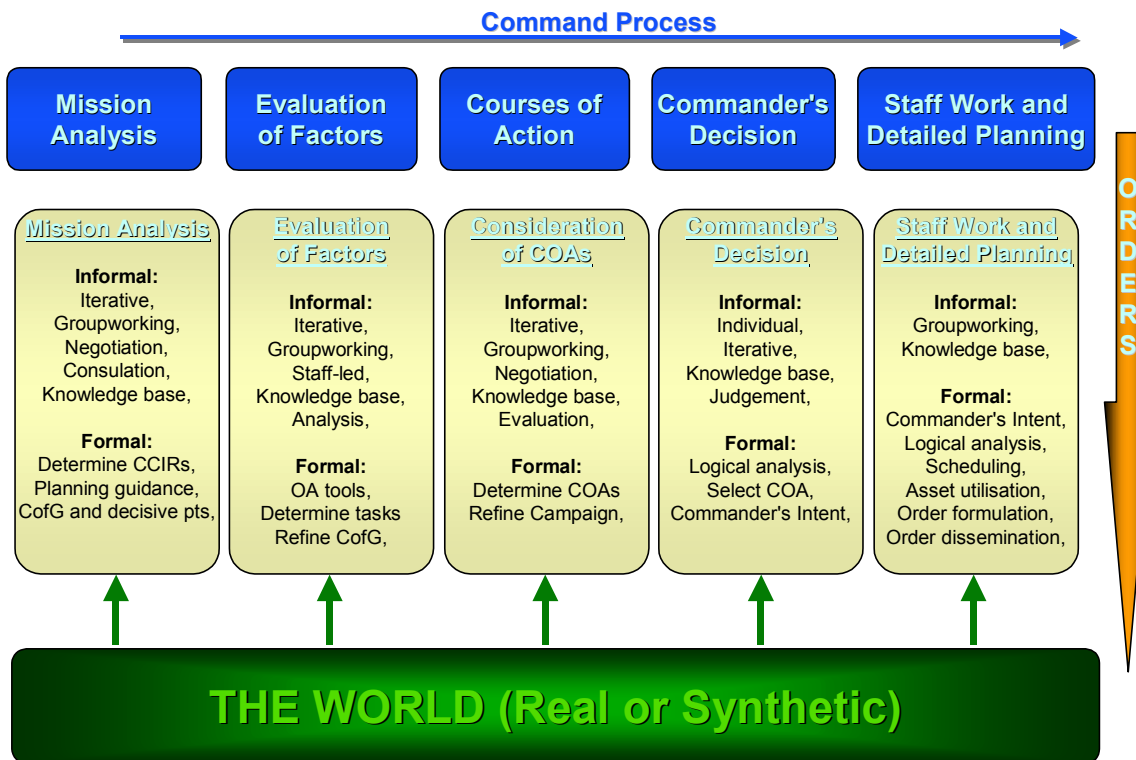 Command Process
Mission
Analysis
Evaluation
of Factors
Courses of
Action
Commander's
Decision
Staff Work and
Detailed Planning
Mission Analysis
Informal:
Iterative,
Groupworking,
Negotiation,
Consulation,
Knowledge base,
Formal:
Determine CCIRs,
Planning guidance,
CofG and decisive pts,
Evaluation
of Factors
Informal:
Iterative,
Groupworking,
Staff-led,
Knowledge base,
Analysis,
Formal:
OA tools,
Determine tasks
Refine CofG,
Consideration
of COAs
Informal:
Iterative,
Groupworking,
Negotiation,
Knowledge base,
Evaluation,
Formal:
Determine COAs
Refine Campaign,
Commander's
Decision
Informal:
Individual,
Iterative,
Knowledge base,
Judgement,
Formal:
Logical analysis,
Select COA,
Commander's Intent,
Staff Work and
Detailed Planning
Informal:
Groupworking,
Knowledge base,
Formal:
Commander's Intent,
Logical analysis,
Scheduling,
Asset utilisation,
Order formulation,
Order dissemination,
ORDERS
THE WORLD (Real or Synthetic)